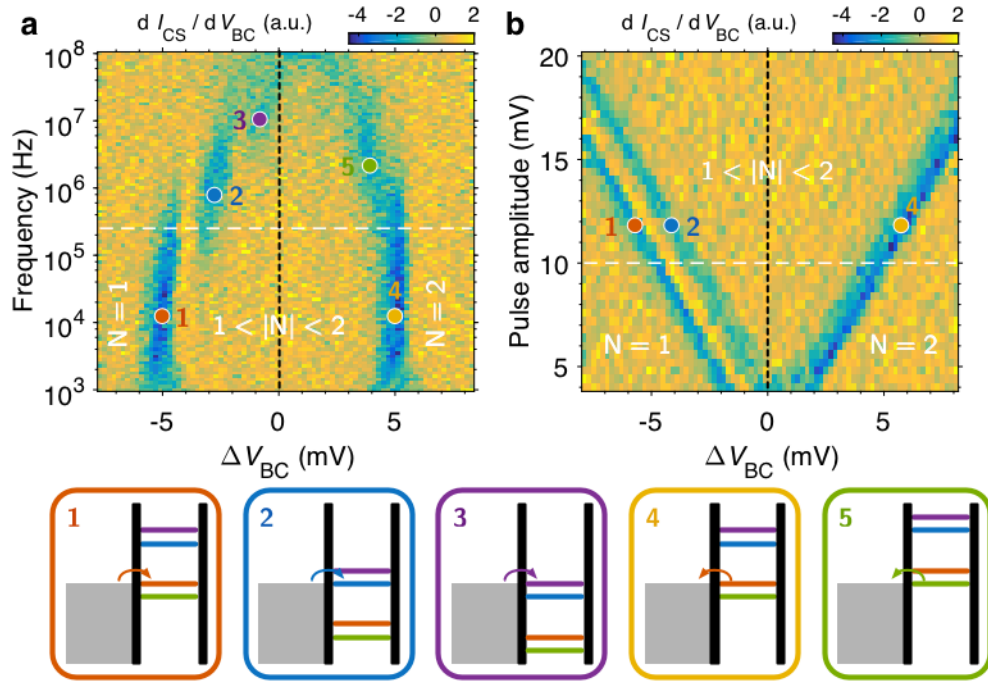 a
d I_CS / d V_BC (a.u.)
-4 -2 0 2
Frequency (Hz)
10^8
10^7
10^6
10^5
10^4
10^3
3
5
2
N = 1
1
1 < |N| < 2
4
N = 2
-5 0 5
Δ V_BC (mV)
b
d I_CS / d V_BC (a.u.)
-4 -2 0 2
Pulse amplitude (mV)
20
15
10
5
1 < |N| < 2
1
2
4
N = 1
N = 2
-5 0 5
Δ V_BC (mV)
1
2
3
4
5